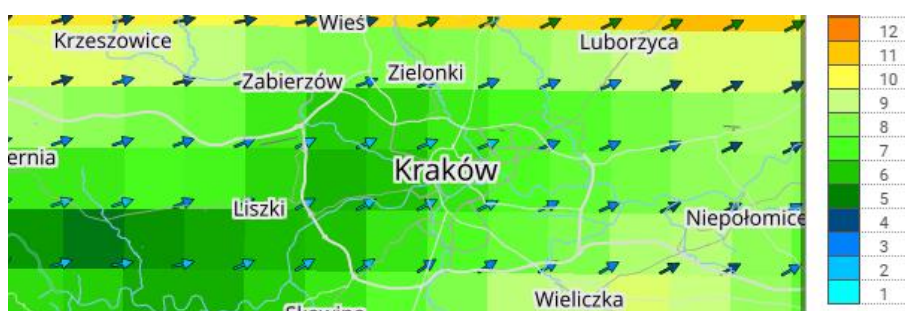 Wieś
Krzeszowice
Luborzyca
Zabierzów
Zielonki
ernia
Kraków
Liszki
Niepołomice
Wieliczka
Skawina
12
11
10
9
8
7
6
5
4
3
2
1